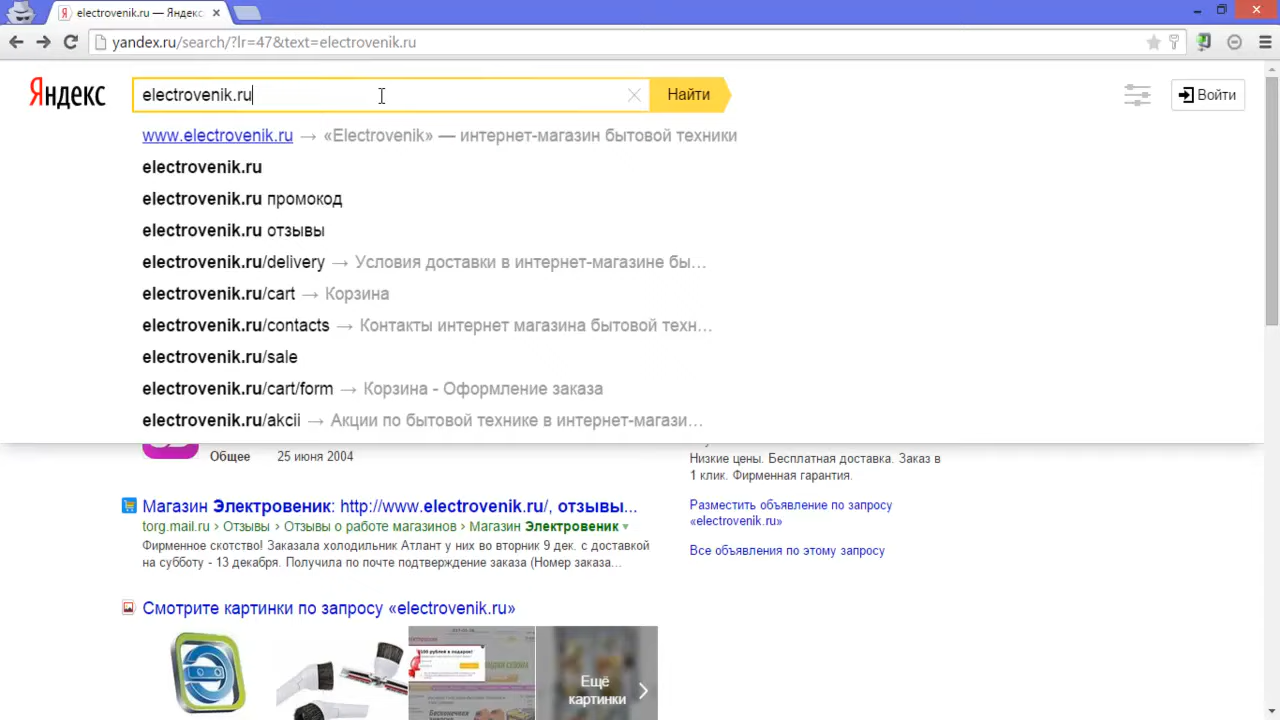 electrovenik.ru — Яндекс
yandex.ru/search/?lr=47&text=electrovenik.ru
Яндекс
electrovenik.ru
Найти
Войти
www.electrovenik.ru → «Electrovenik» — интернет-магазин бытовой техники
electrovenik.ru
electrovenik.ru промокод
electrovenik.ru отзывы
electrovenik.ru/delivery → Условия доставки в интернет-магазине бы...
electrovenik.ru/cart → Корзина
electrovenik.ru/contacts → Контакты интернет магазина бытовой техн...
electrovenik.ru/sale
electrovenik.ru/cart/form → Корзина - Оформление заказа
electrovenik.ru/akcii → Акции по бытовой технике в интернет-магази...
Общее 25 июня 2004
Магазин Электровеник: http://www.electrovenik.ru/, отзывы...
torg.mail.ru › Отзывы › Отзывы о работе магазинов › Магазин Электровеник
Фирменное скотство! Заказала холодильник Атлант у них во вторник 9 дек. с доставкой
на субботу - 13 декабря. Получила по почте подтверждение заказа (Номер заказа...
Смотрите картинки по запросу «electrovenik.ru»
Ещё
картинки
Низкие цены. Бесплатная доставка. Заказ в
1 клик. Фирменная гарантия.
Разместить объявление по запросу
«electrovenik.ru»
Все объявления по этому запросу